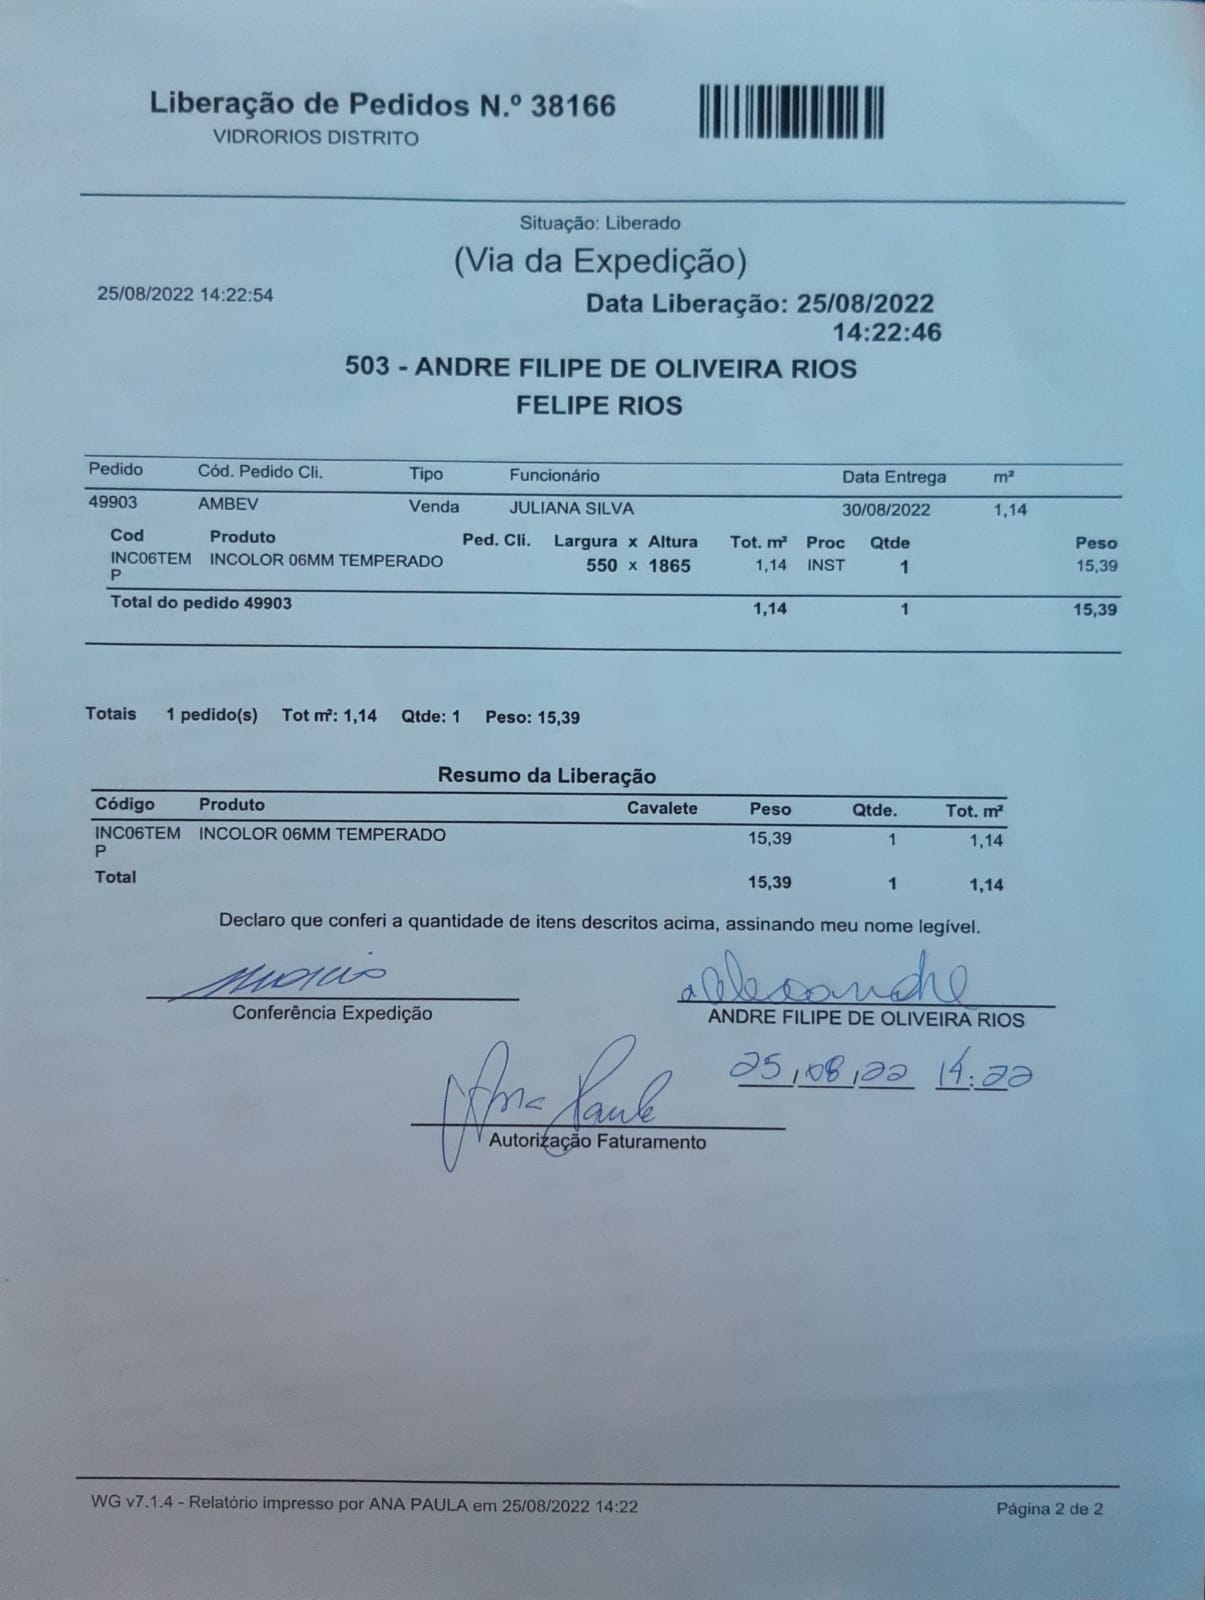 Liberação de Pedidos N.º 38166
VIDRORIOS DISTRITO
Situação: Liberado
(Via da Expedição)
25/08/2022 14:22:54
Data Liberação: 25/08/2022
14:22:46
503 - ANDRE FILIPE DE OLIVEIRA RIOS
FELIPE RIOS
Pedido Cód. Pedido Cli. Tipo Funcionário Data Entrega m²
49903 AMBEV Venda JULIANA SILVA 30/08/2022 1,14
Cod Produto Ped. Cli. Largura x Altura Tot. m² Proc Qtde Peso
INC06TEM INCOLOR 06MM TEMPERADO 550 x 1865 1,14 INST 1 15,39
P
Total do pedido 49903 1,14 1 15,39
Totais 1 pedido(s) Tot m²: 1,14 Qtde: 1 Peso: 15,39
Resumo da Liberação
Código Produto Cavalete Peso Qtde. Tot. m²
INC06TEM INCOLOR 06MM TEMPERADO 15,39 1 1,14
P
Total 15,39 1 1,14
Declaro que conferi a quantidade de itens descritos acima, assinando meu nome legível.
Conferência Expedição
ANDRE FILIPE DE OLIVEIRA RIOS
25,08,22 14:22
Ana Paula
Autorização Faturamento
WG v7.1.4 - Relatório impresso por ANA PAULA em 25/08/2022 14:22
Página 2 de 2